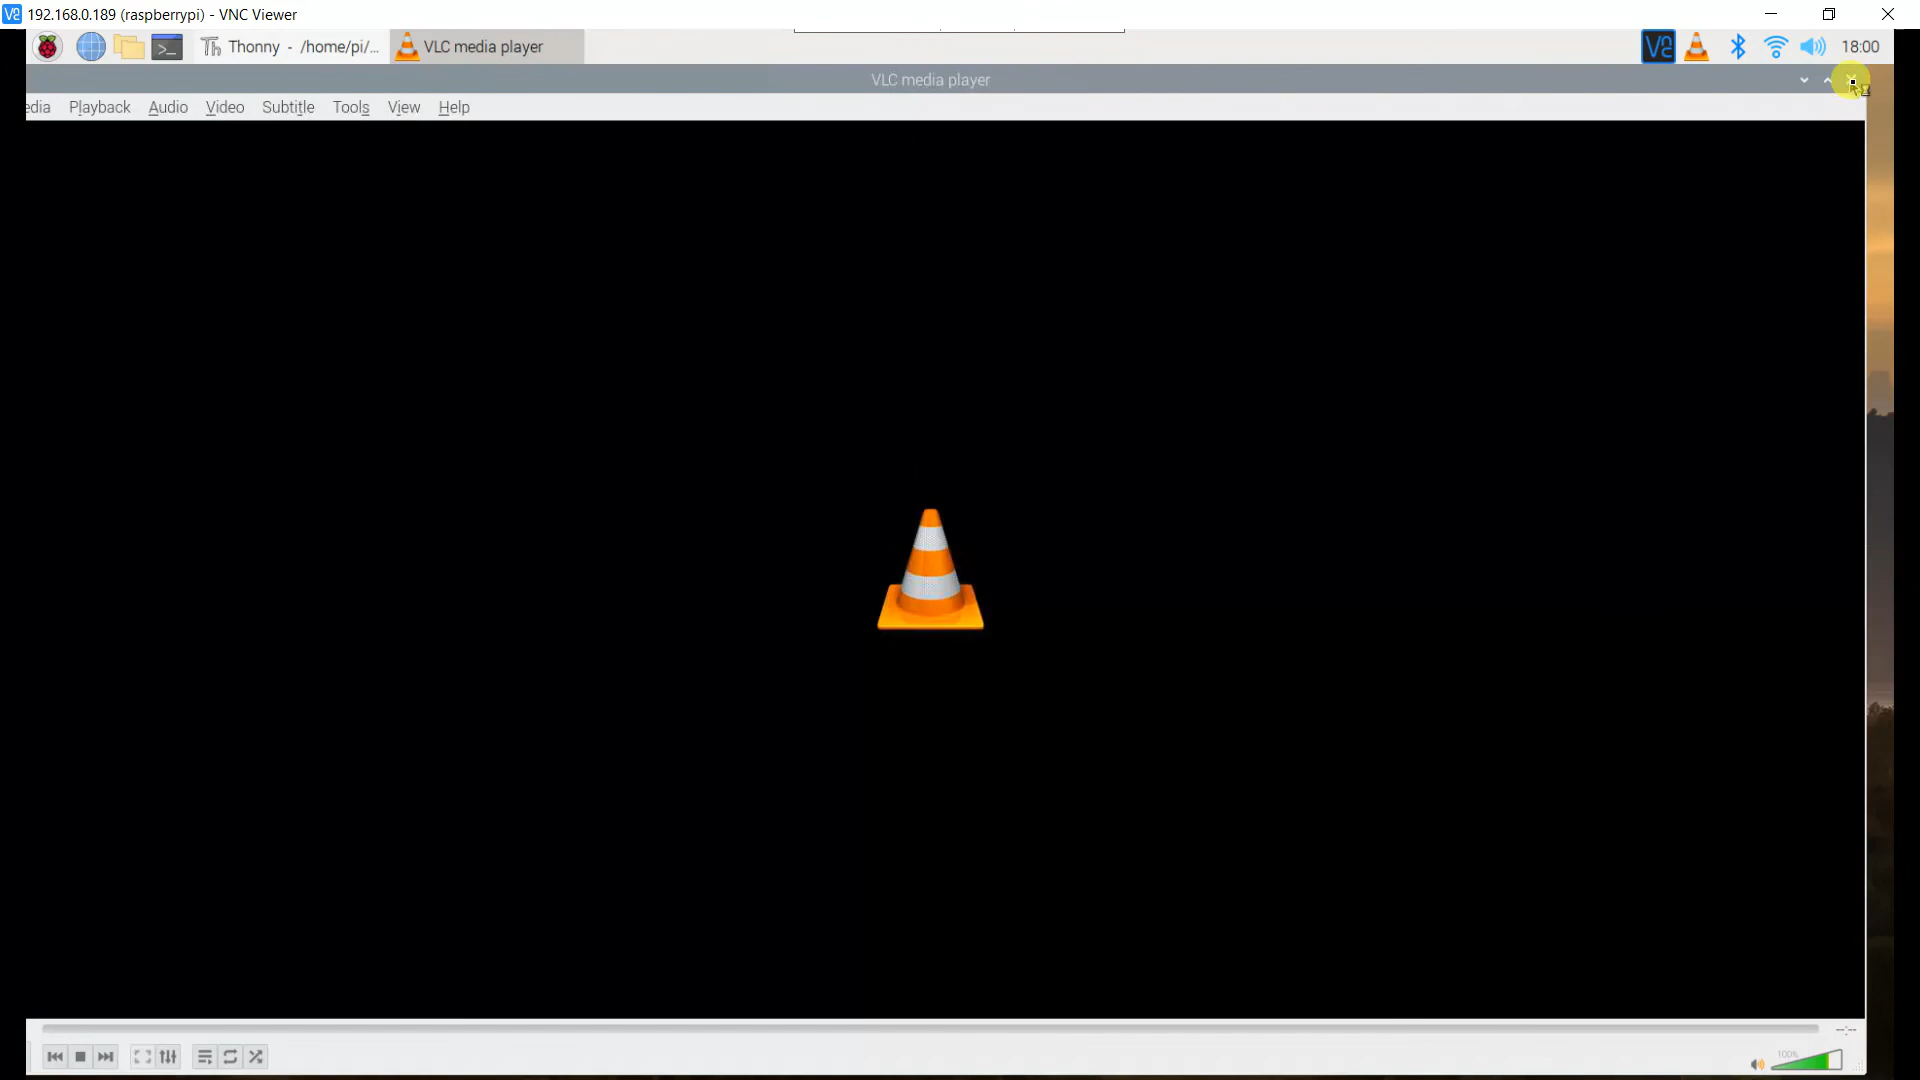 192.168.0.189 (raspberrypi) - VNC Viewer
Thonny - /home/pi/... VLC media player 18:00
VLC media player
edia Playback Audio Video Subtitle Tools View Help
--:--
100%